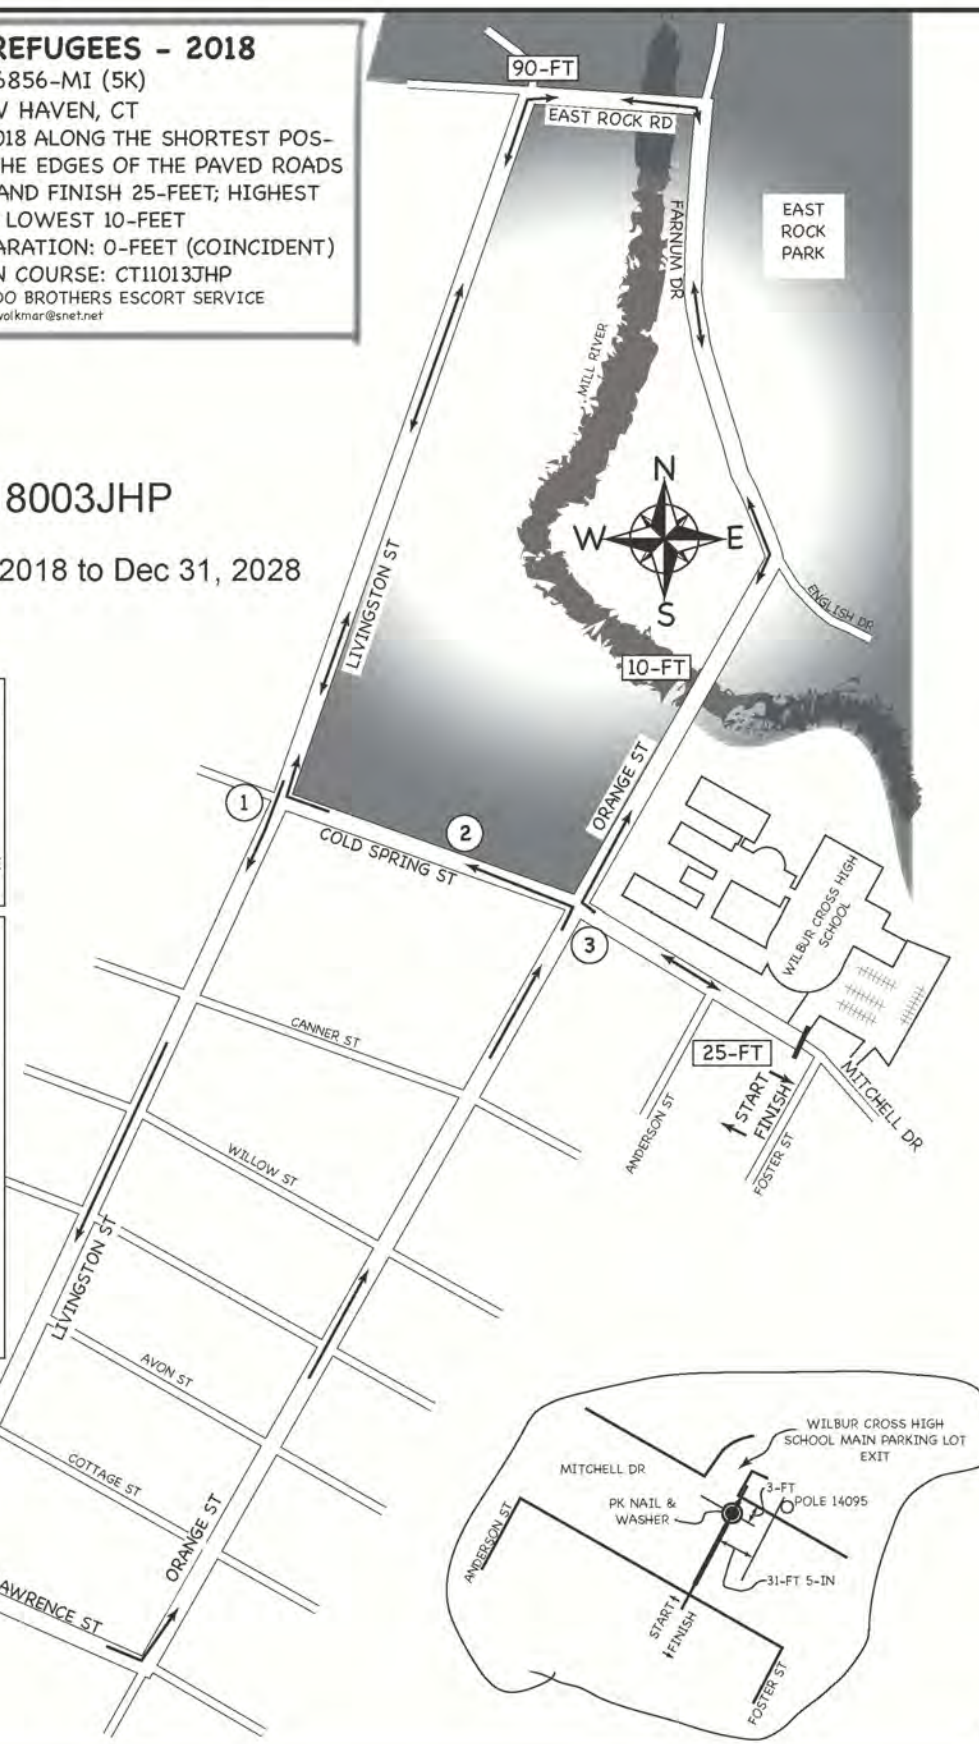 REFUGEES - 2018
6856-MI (5K)
HAVEN, CT
018 ALONG THE SHORTEST POS-
HE EDGES OF THE PAVED ROADS
AND FINISH 25-FEET; HIGHEST
LOWEST 10-FEET
ARATION: 0-FEET (COINCIDENT)
N COURSE: CT11013JHP
DO BROTHERS ESCORT SERVICE
volkmar@snet.net
8003JHP
2018 to Dec 31, 2028
90-FT
EAST ROCK RD
FARNUM DR
EAST
ROCK
PARK
MILL RIVER
N
W
E
S
LIVINGSTON ST
ENGLISH DR
10-FT
ORANGE ST
1
2
COLD SPRING ST
3
WILBUR CROSS HIGH
SCHOOL
25-FT
START
FINISH
MITCHELL DR
ANDERSON ST
FOSTER ST
CANNER ST
WILLOW ST
LIVINGSTON ST
AVON ST
COTTAGE ST
ORANGE ST
AWRENCE ST
WILBUR CROSS HIGH
SCHOOL MAIN PARKING LOT
EXIT
MITCHELL DR
3-FT
PK NAIL &
WASHER
POLE 14095
ANDERSON ST
31-FT 5-IN
START
FINISH
FOSTER ST